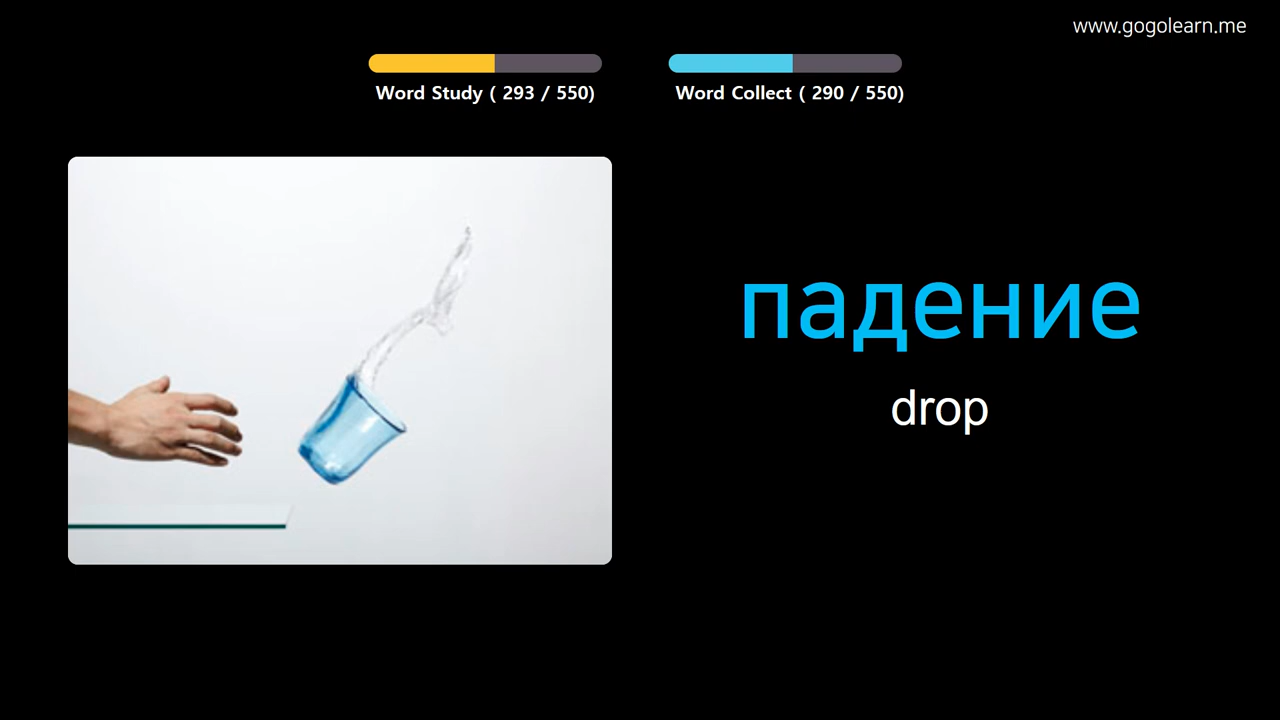 www.gogolearn.me
Word Study ( 293 / 550)
Word Collect ( 290 / 550)
падение
drop